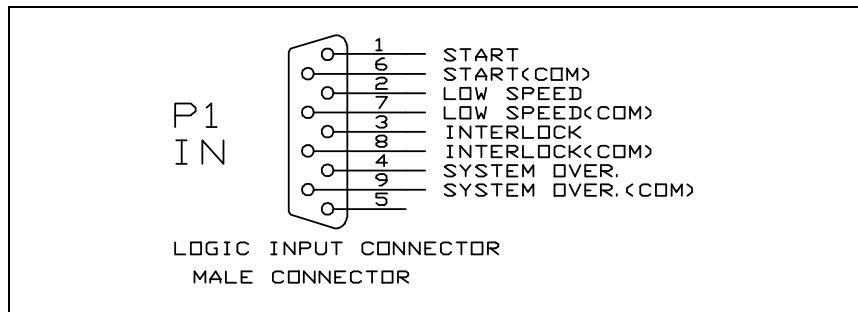 1 START
6 START(COM)
2 LOW SPEED
7 LOW SPEED(COM)
3 INTERLOCK
8 INTERLOCK(COM)
4 SYSTEM OVER.
9 SYSTEM OVER.(COM)
5
P1
IN
LOGIC INPUT CONNECTOR
MALE CONNECTOR